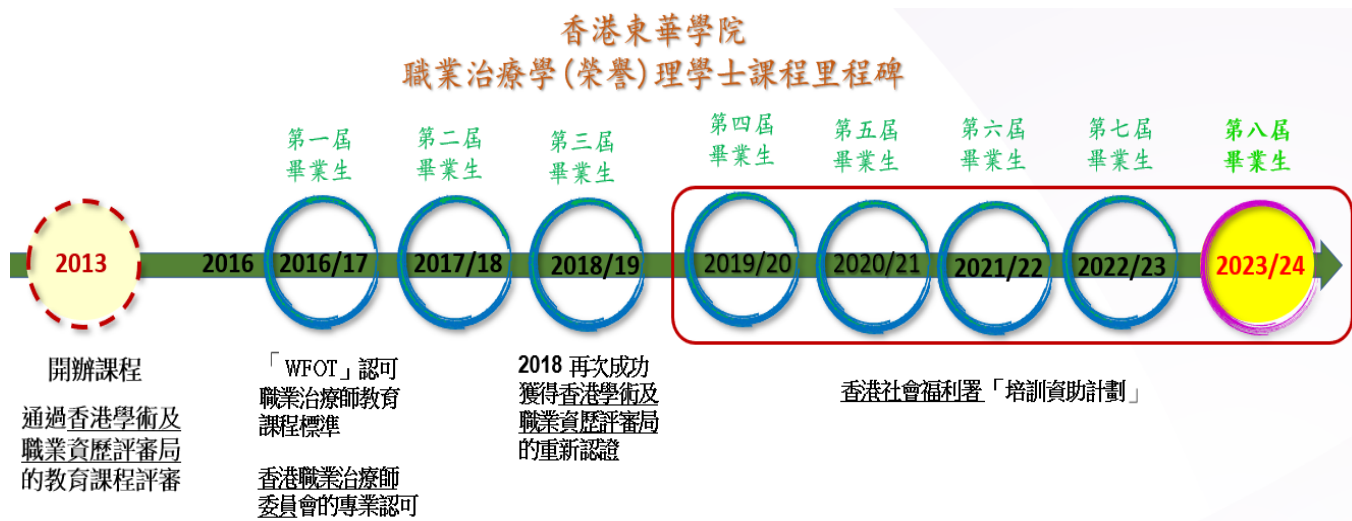 香港東華學院
職業治療學(榮譽)理學士課程里程碑
第一屆
畢業生
第二屆
畢業生
第三屆
畢業生
第四屆
畢業生
第五屆
畢業生
第六屆
畢業生
第七屆
畢業生
第八屆
畢業生
2013
2016
2016/17
2017/18
2018/19
2019/20
2020/21
2021/22
2022/23
2023/24
開辦課程
通過香港學術及
職業資歷評審局
的教育課程評審
「WFOT」認可
職業治療師教育
課程標準
香港職業治療師
委員會的專業認可
2018 再次成功
獲得香港學術及
職業資歷評審局
的重新認證
香港社會福利署「培訓資助計劃」